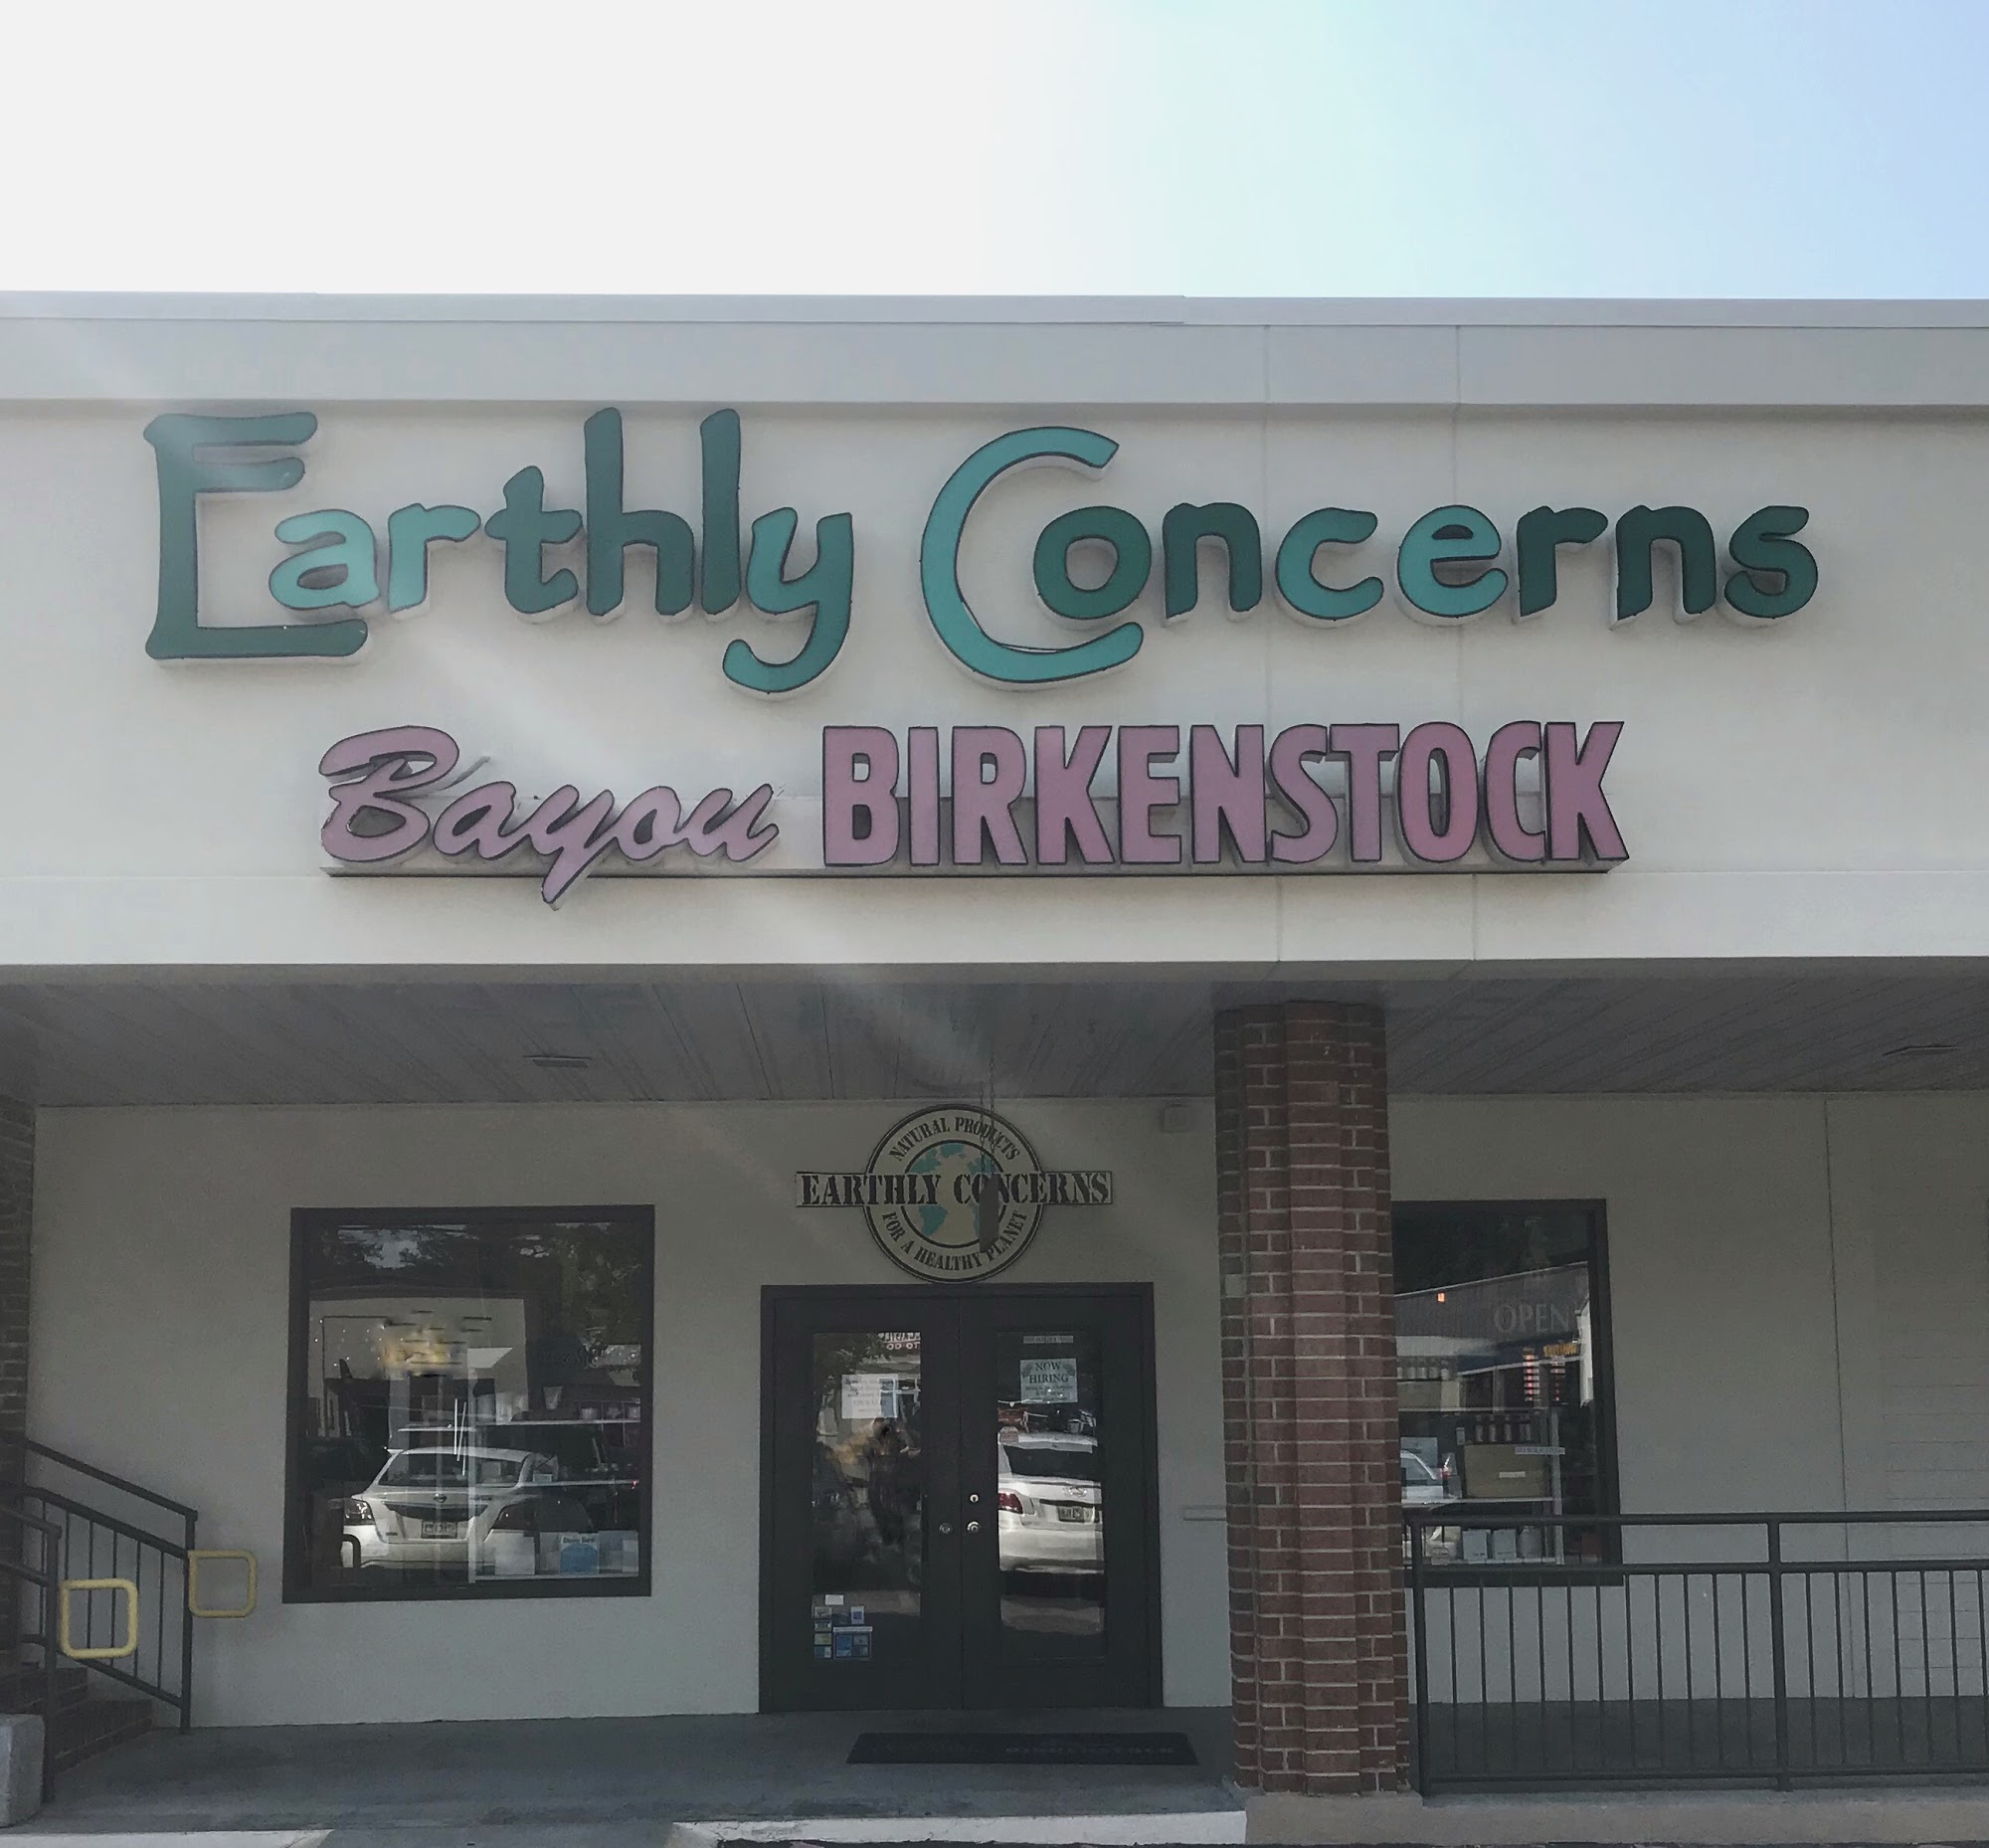 Earthly Concerns
Bayou BIRKENSTOCK
NATURAL PRODUCTS
EARTHLY CONCERNS
FOR A HEALTHY PLANET
OPEN
NOW
HIRING